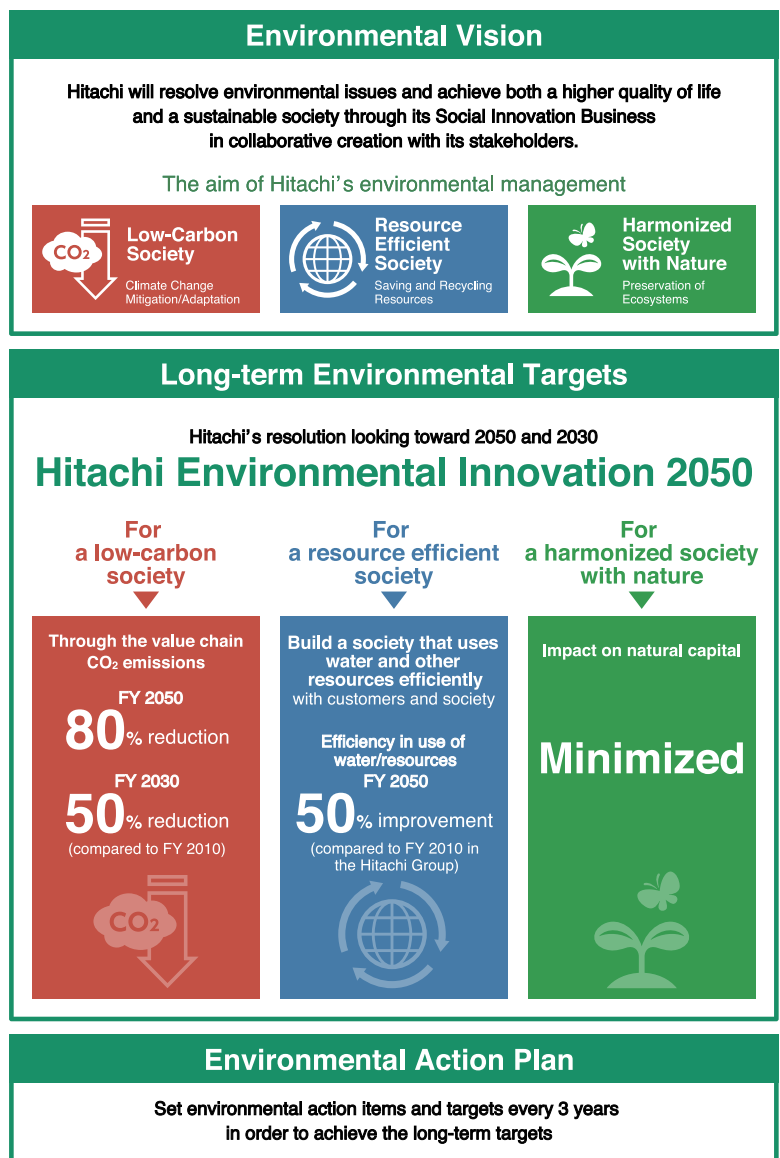 Environmental Vision
Hitachi will resolve environmental issues and achieve both a higher quality of life
and a sustainable society through its Social Innovation Business
in collaborative creation with its stakeholders.
The aim of Hitachi's environmental management
CO₂
Low-Carbon
Society
Climate Change
Mitigation/Adaptation
Resource
Efficient
Society
Saving and Recycling
Resources
Harmonized
Society
with Nature
Preservation of
Ecosystems
Long-term Environmental Targets
Hitachi's resolution looking toward 2050 and 2030
Hitachi Environmental Innovation 2050
For
a low-carbon
society
Through the value chain
CO₂ emissions
FY 2050
80% reduction
FY 2030
50% reduction
(compared to FY 2010)
CO₂
For
a resource efficient
society
Build a society that uses
water and other
resources efficiently
with customers and society
Efficiency in use of
water/resources
FY 2050
50% improvement
(compared to FY 2010 in
the Hitachi Group)
For
a harmonized society
with nature
Impact on natural capital
Minimized
Environmental Action Plan
Set environmental action items and targets every 3 years
in order to achieve the long-term targets